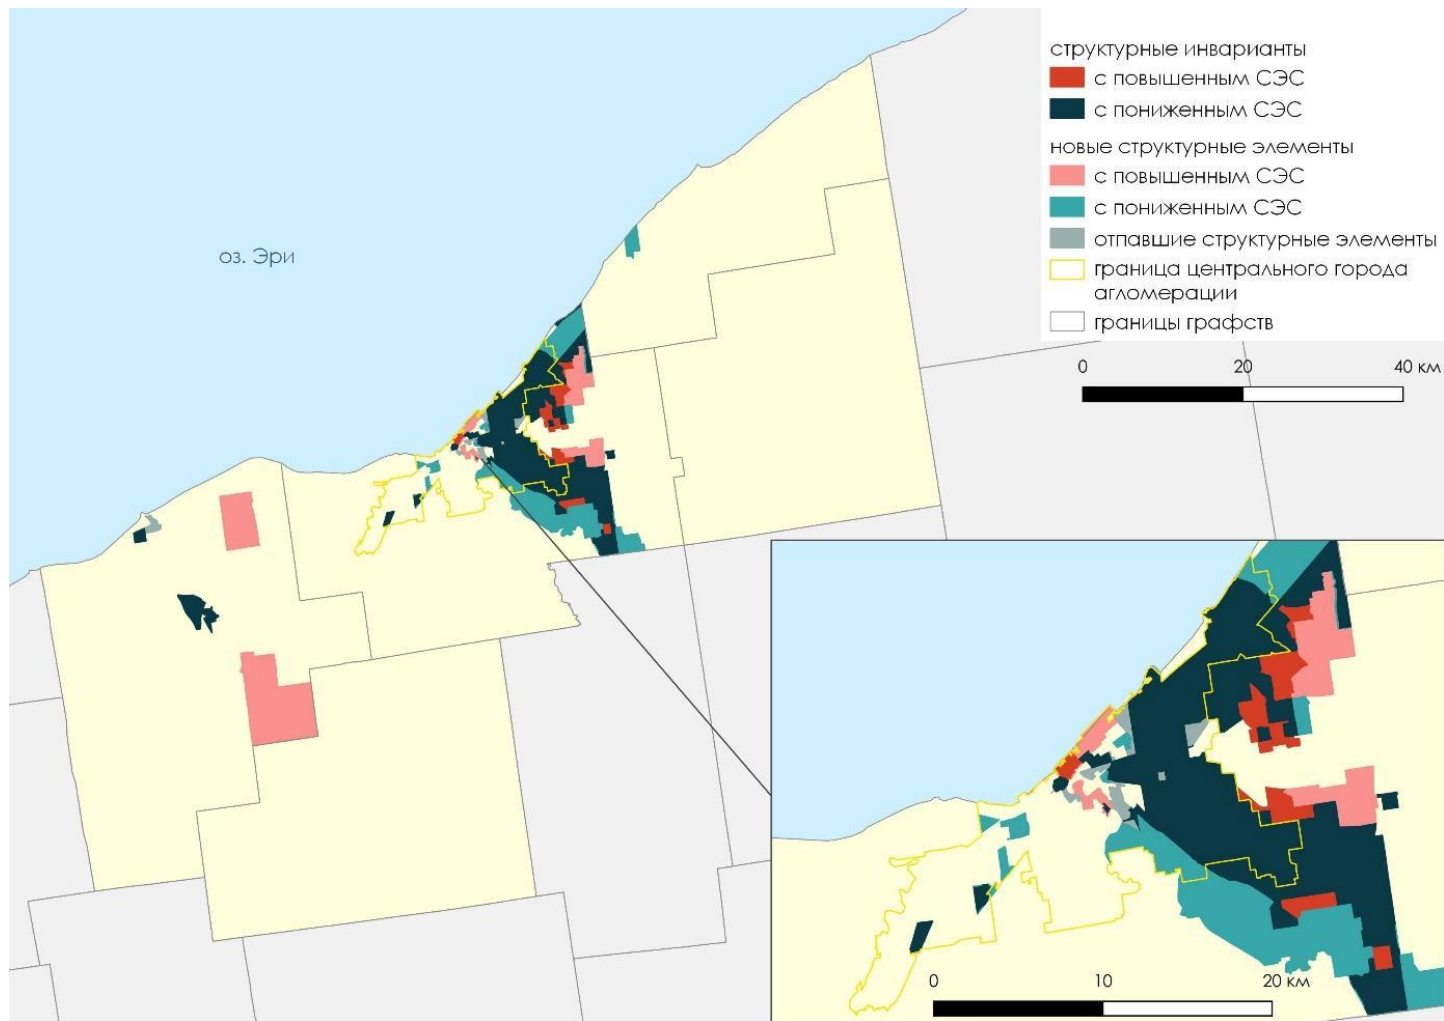 структурные инварианты
с повышенным СЭС
с пониженным СЭС
новые структурные элементы
с повышенным СЭС
с пониженным СЭС
отпавшие структурные элементы
граница центрального города
агломерации
границы графств
0 20 40 км
оз. Эри
0 10 20 км